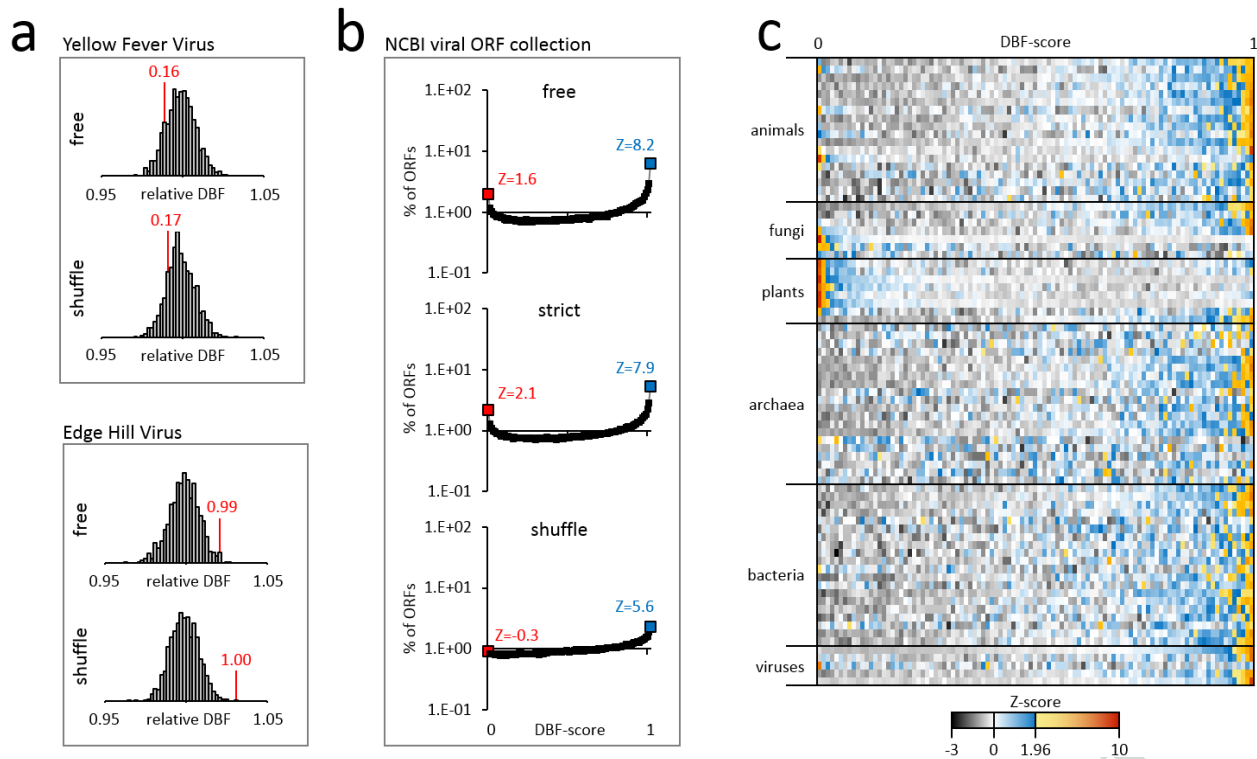 a
Yellow Fever Virus
0.16
free
0.95 relative DBF 1.05
0.17
shuffle
0.95 relative DBF 1.05
Edge Hill Virus
0.99
free
0.95 relative DBF 1.05
1.00
shuffle
0.95 relative DBF 1.05
b
NCBI viral ORF collection
free
1.E+02
1.E+01
1.E+00
1.E-01
% of ORFs
Z=1.6
Z=8.2
strict
1.E+02
1.E+01
1.E+00
1.E-01
% of ORFs
Z=2.1
Z=7.9
shuffle
1.E+02
1.E+01
1.E+00
1.E-01
% of ORFs
Z=-0.3
Z=5.6
0 DBF-score 1
c
0 DBF-score 1
animals
fungi
plants
archaea
bacteria
viruses
Z-score
-3 0 1.96 10